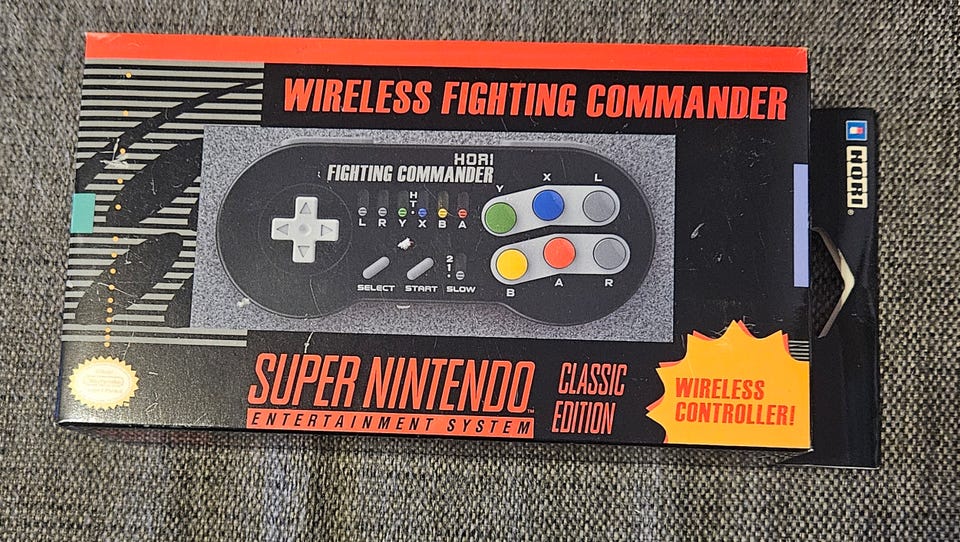 WIRELESS FIGHTING COMMANDER
HORI
FIGHTING COMMANDER
H
T
L R Y X B A
Y X L
2
1
SELECT START SLOW
B A R
SUPER NINTENDO™
ENTERTAINMENT SYSTEM
CLASSIC
EDITION
WIRELESS
CONTROLLER!
HORI®